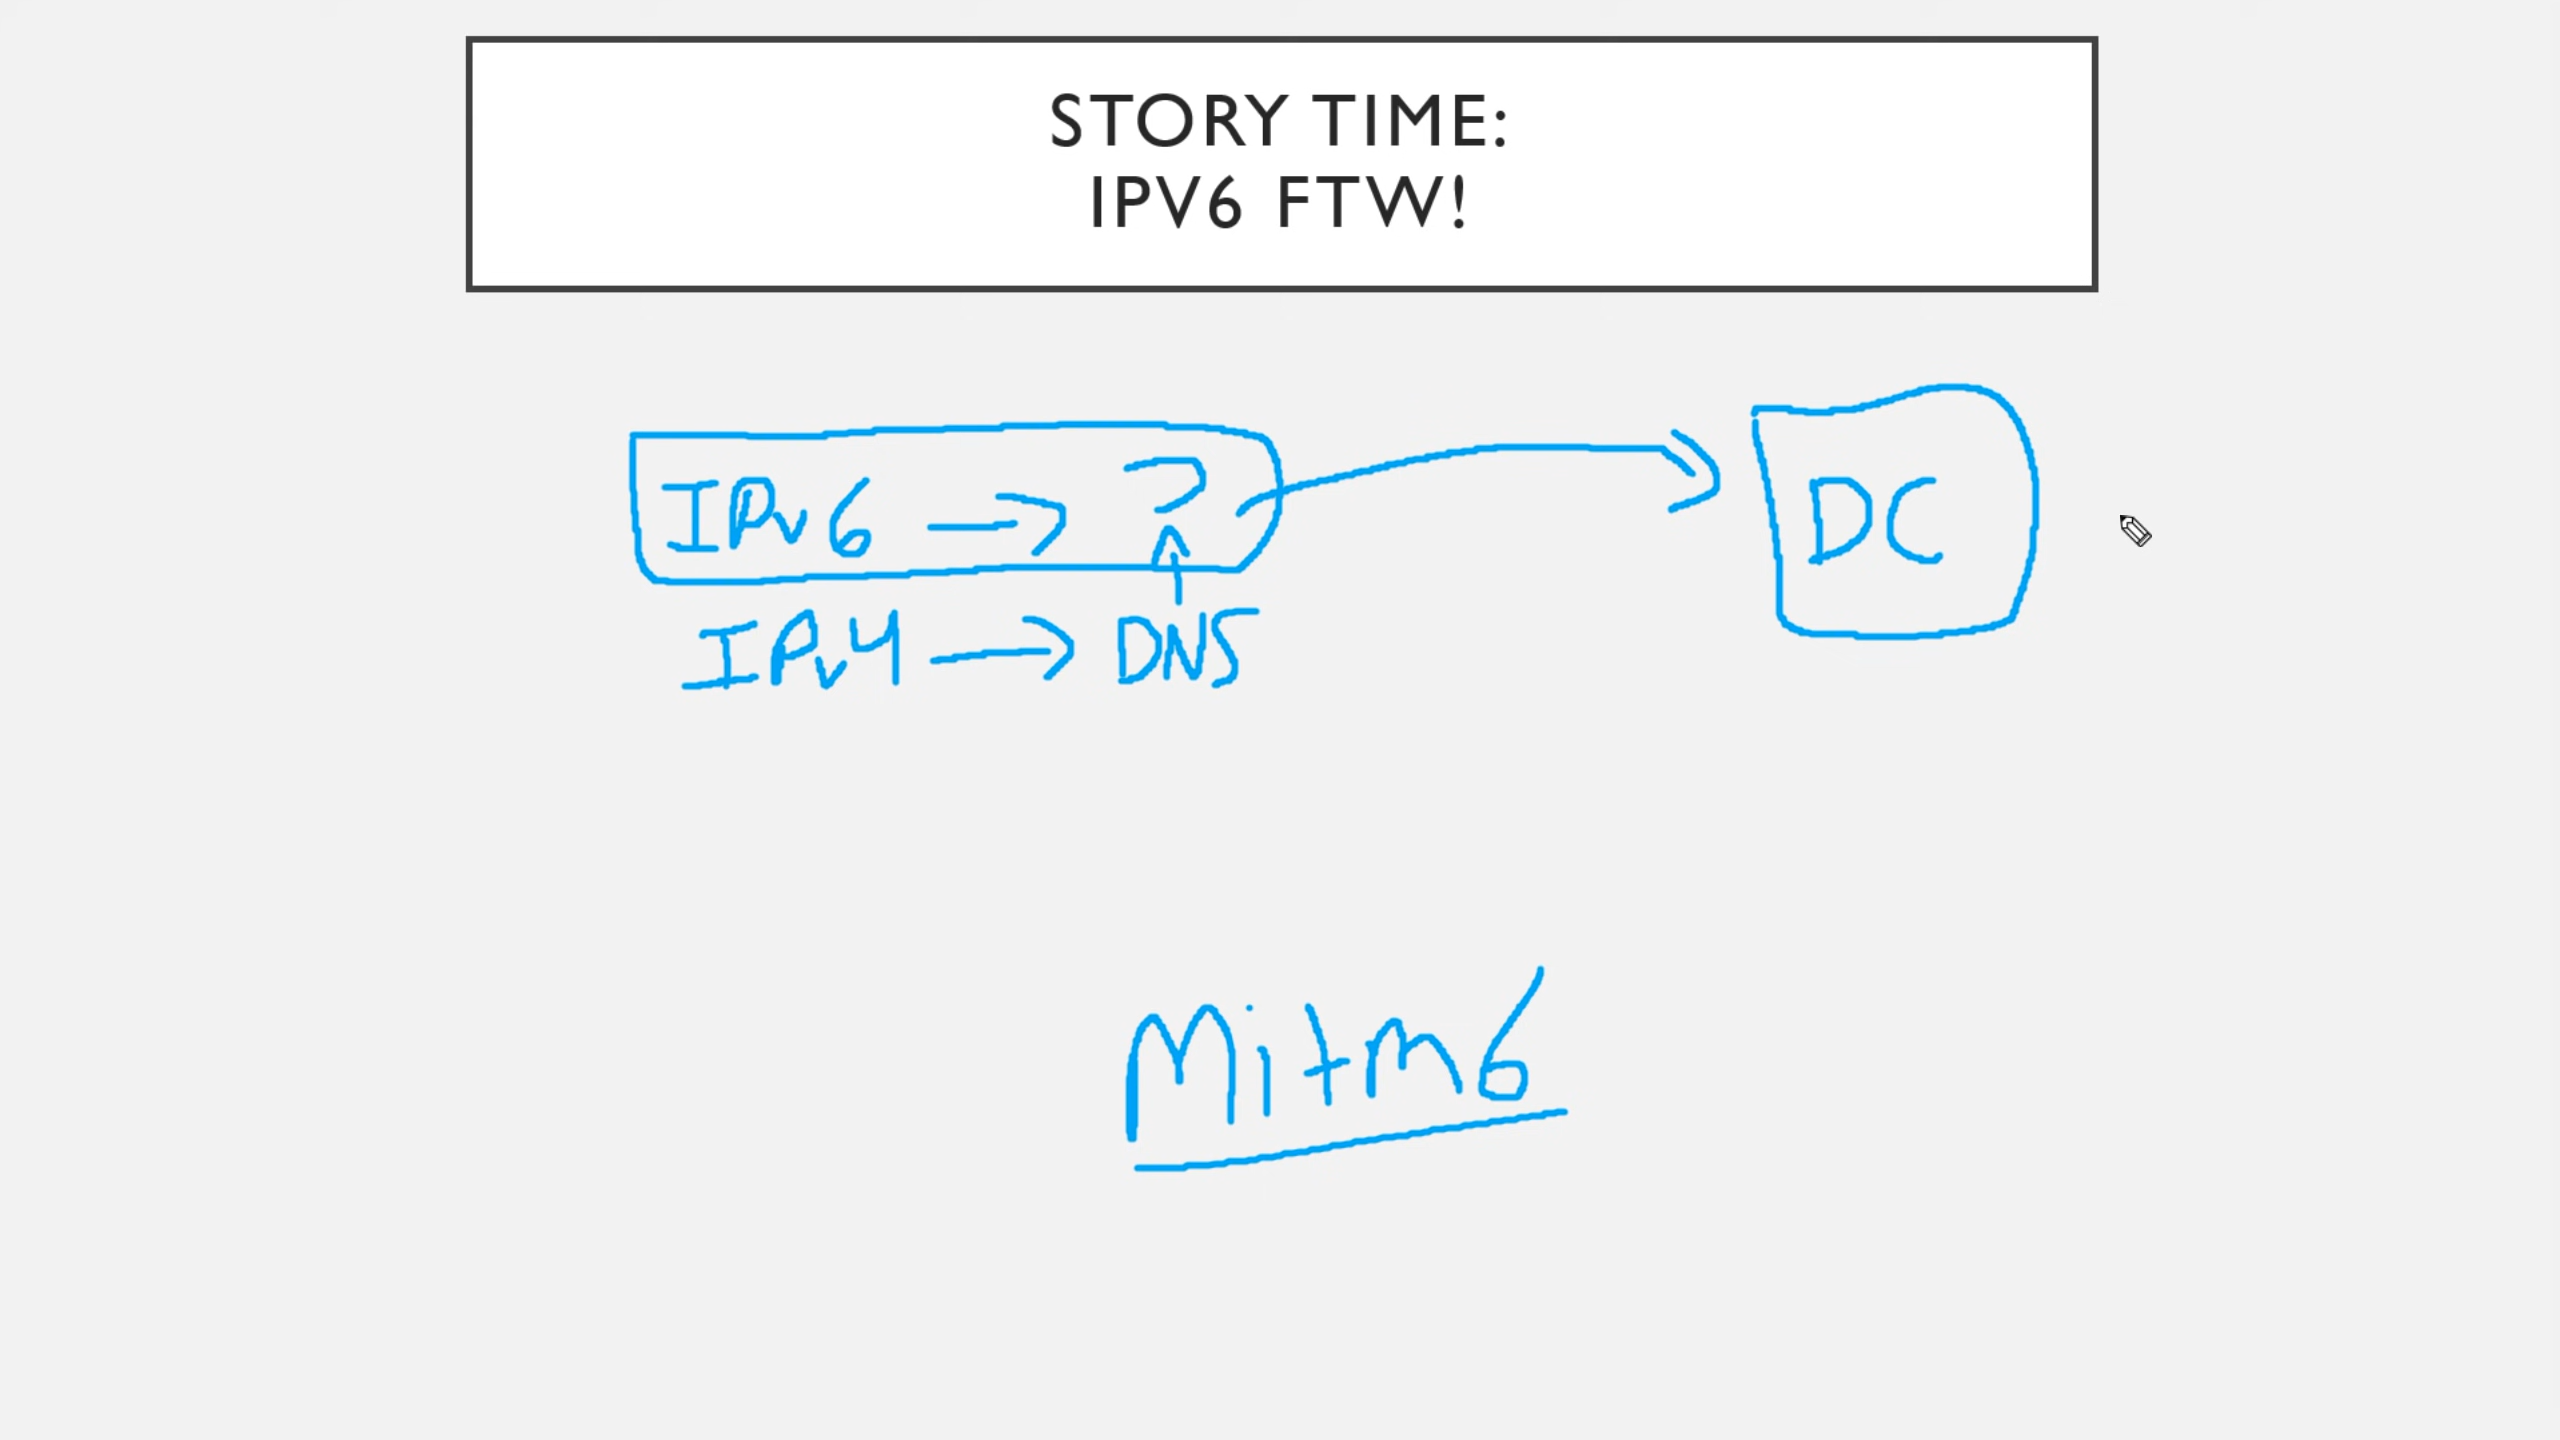 STORY TIME:
IPV6 FTW!
IPv6 → ?
DC
IPv4 → DNS
Mitm6